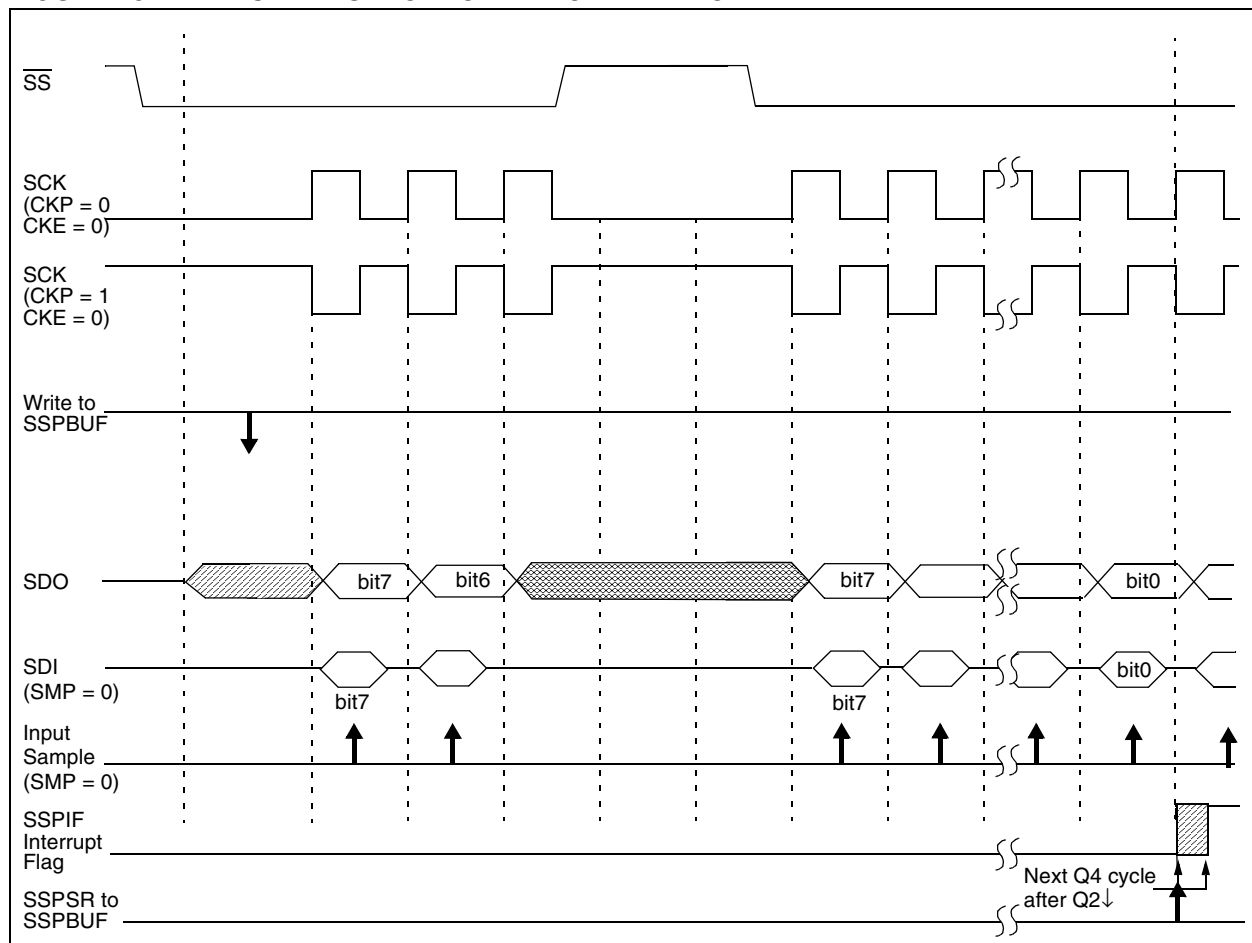 SS
SCK
(CKP = 0
CKE = 0)
SCK
(CKP = 1
CKE = 0)
Write to
SSPBUF
SDO
bit7
bit6
bit7
bit0
SDI
(SMP = 0)
bit7
bit7
bit0
Input
Sample
(SMP = 0)
SSPIF
Interrupt
Flag
Next Q4 cycle
after Q2↓
SSPSR to
SSPBUF